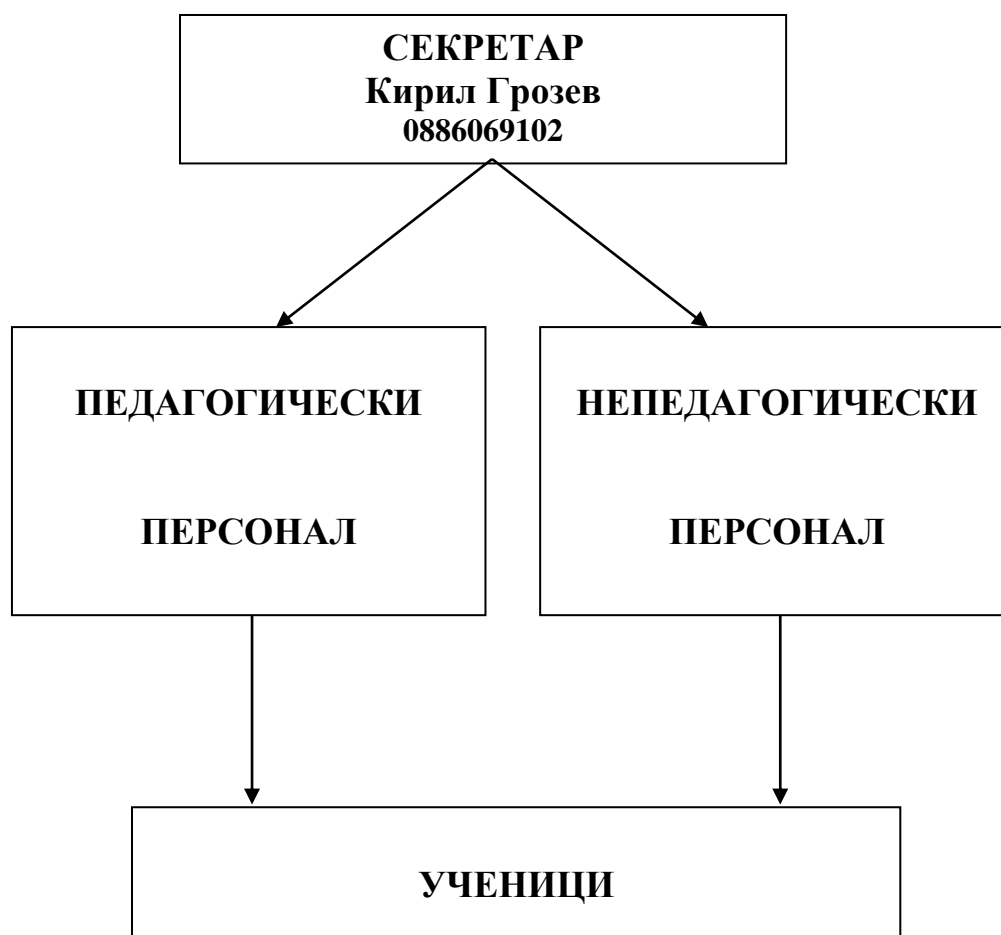 СЕКРЕТАР
Кирил Грозев
0886069102
ПЕДАГОГИЧЕСКИ
ПЕРСОНАЛ
НЕПЕДАГОГИЧЕСКИ
ПЕРСОНАЛ
УЧЕНИЦИ